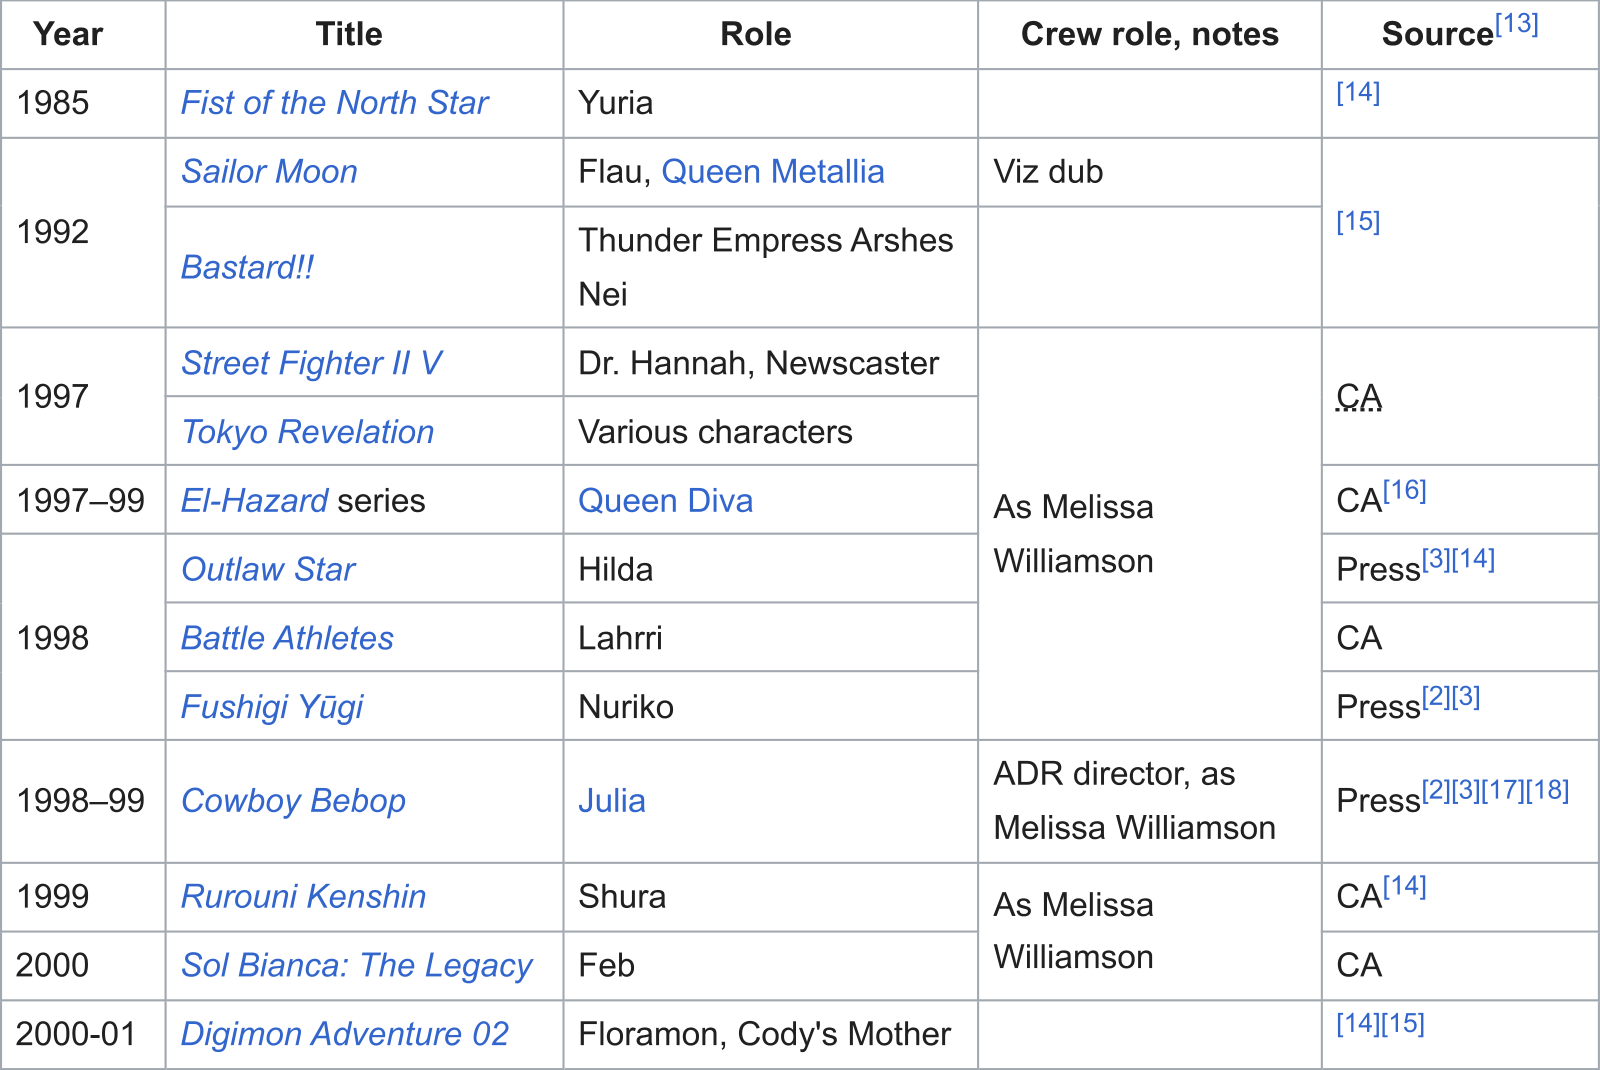 Year Title Role Crew role, notes Source[13]
1985 Fist of the North Star Yuria [14]
1992 Sailor Moon Flau, Queen Metallia Viz dub [15]
Bastard!! Thunder Empress Arshes
Nei
1997 Street Fighter II V Dr. Hannah, Newscaster As Melissa
Williamson CA
Tokyo Revelation Various characters
1997–99 El-Hazard series Queen Diva CA[16]
1998 Outlaw Star Hilda Press[3][14]
Battle Athletes Lahrri CA
Fushigi Yūgi Nuriko Press[2][3]
1998–99 Cowboy Bebop Julia ADR director, as
Melissa Williamson Press[2][3][17][18]
1999 Rurouni Kenshin Shura As Melissa
Williamson CA[14]
2000 Sol Bianca: The Legacy Feb CA
2000-01 Digimon Adventure 02 Floramon, Cody's Mother [14][15]